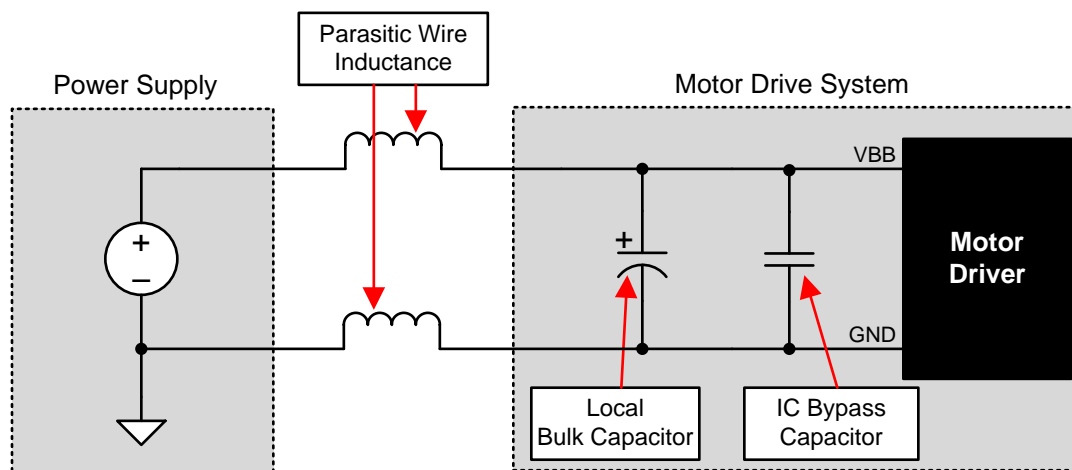 Parasitic Wire
Inductance
Power Supply
Motor Drive System
VBB
+
–
+
Motor
Driver
GND
Local
Bulk Capacitor
IC Bypass
Capacitor